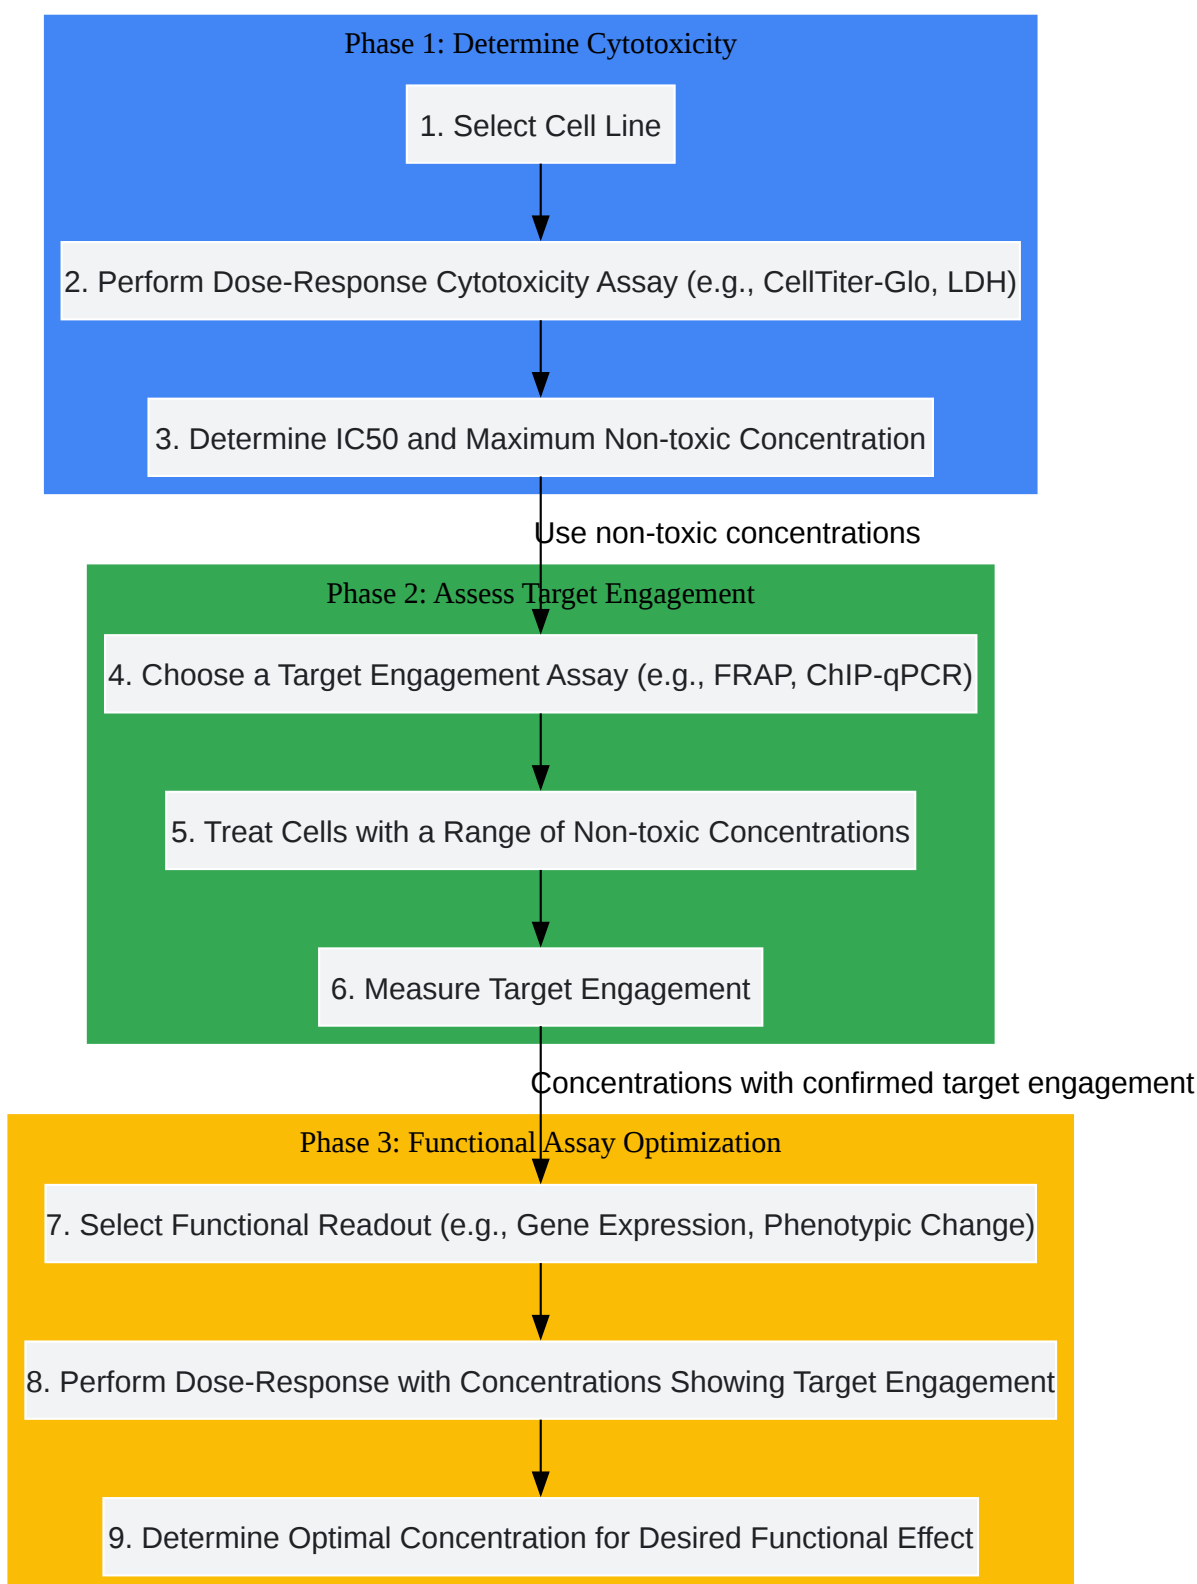 Phase 1: Determine Cytotoxicity
1. Select Cell Line
2. Perform Dose-Response Cytotoxicity Assay (e.g., CellTiter-Glo, LDH)
3. Determine IC50 and Maximum Non-toxic Concentration
Use non-toxic concentrations
Phase 2: Assess Target Engagement
4. Choose a Target Engagement Assay (e.g., FRAP, ChIP-qPCR)
5. Treat Cells with a Range of Non-toxic Concentrations
6. Measure Target Engagement
Concentrations with confirmed target engagement
Phase 3: Functional Assay Optimization
7. Select Functional Readout (e.g., Gene Expression, Phenotypic Change)
8. Perform Dose-Response with Concentrations Showing Target Engagement
9. Determine Optimal Concentration for Desired Functional Effect